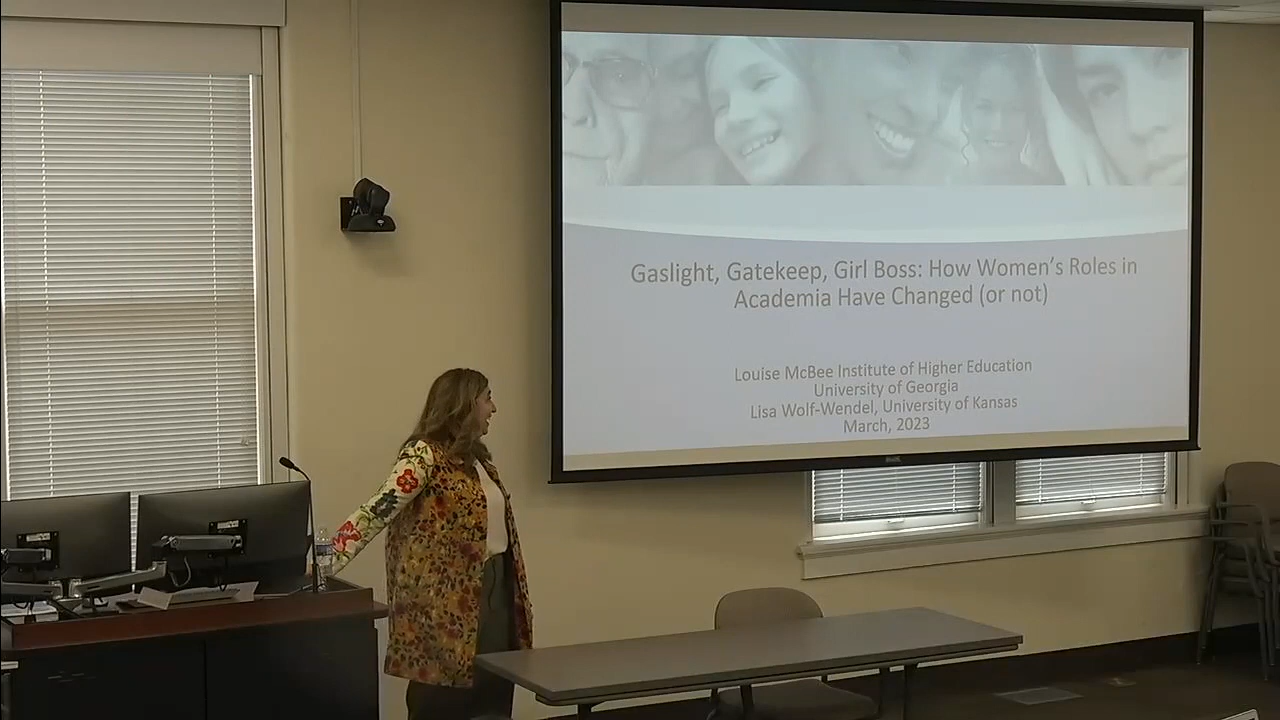 Gaslight, Gatekeep, Girl Boss: How Women's Roles in
Academia Have Changed (or not)
Louise McBee Institute of Higher Education
University of Georgia
Lisa Wolf-Wendel, University of Kansas
March, 2023